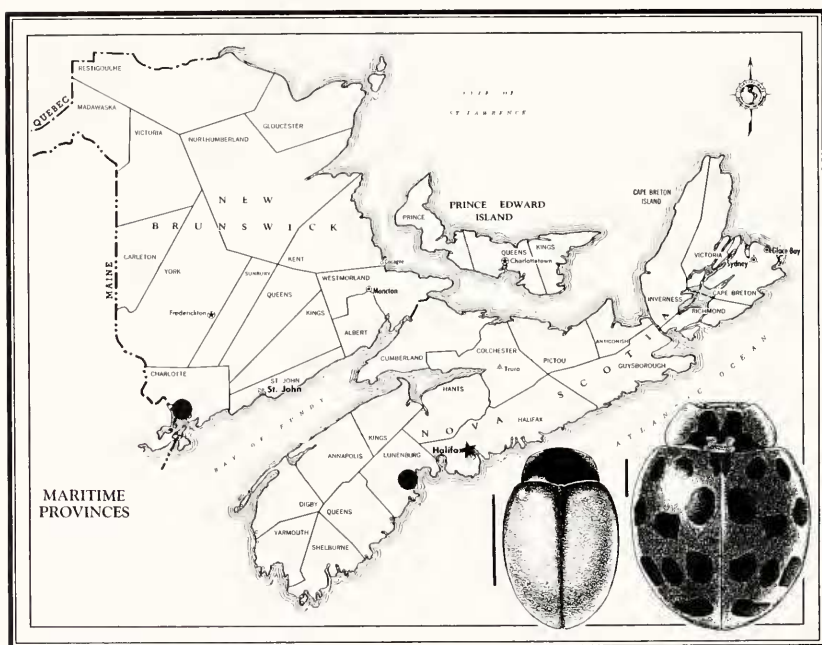 RESTIGOUCHE
QUEBEC
MADAWASKA
VICTORIA
NORTHUMBERLAND
GLOUCESTER
ST LAWRENCE
NEW
BRUNSWICK
PRINCE EDWARD
ISLAND
PRINCE
QUEENS
KINGS
Charlottetown
CAPE BRETON
ISLAND
VICTORIA
Glace Bay
Sydney
CAPE BRETON
INVERNESS
RICHMOND
MAINE
CARLETON
YORK
SUNBURY
KENT
WESTMORLAND
Moncton
QUEENS
KINGS
ALBERT
Fredericton
CHARLOTTE
ST. JOHN
St. John
CUMBERLAND
COLCHESTER
PICTOU
ANTIGONISH
GUYSBOROUGH
Truro
HANTS
NOVA SCOTIA
HALIFAX
Halifax
BAY OF FUNDY
ATLANTIC OCEAN
KINGS
ANNAPOLIS
LUNENBURG
DIGBY
QUEENS
YARMOUTH
SHELBURNE
MARITIME
PROVINCES